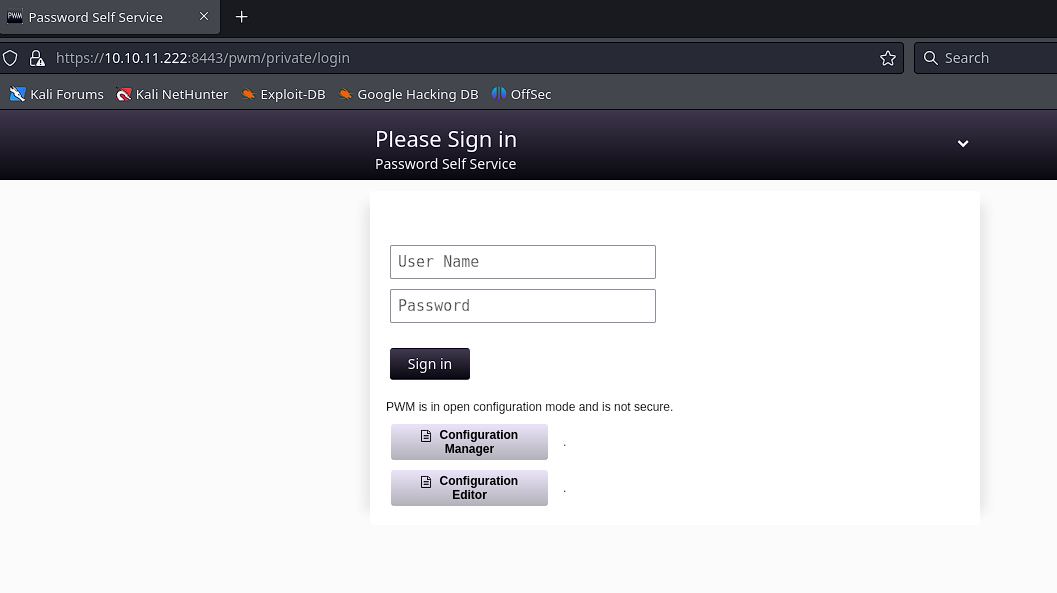 PWM Password Self Service
https://10.10.11.222:8443/pwm/private/login
Search
Kali Forums Kali NetHunter Exploit-DB Google Hacking DB OffSec
Please Sign in
Password Self Service
User Name
Password
Sign in
PWM is in open configuration mode and is not secure.
Configuration
Manager
.
Configuration
Editor
.